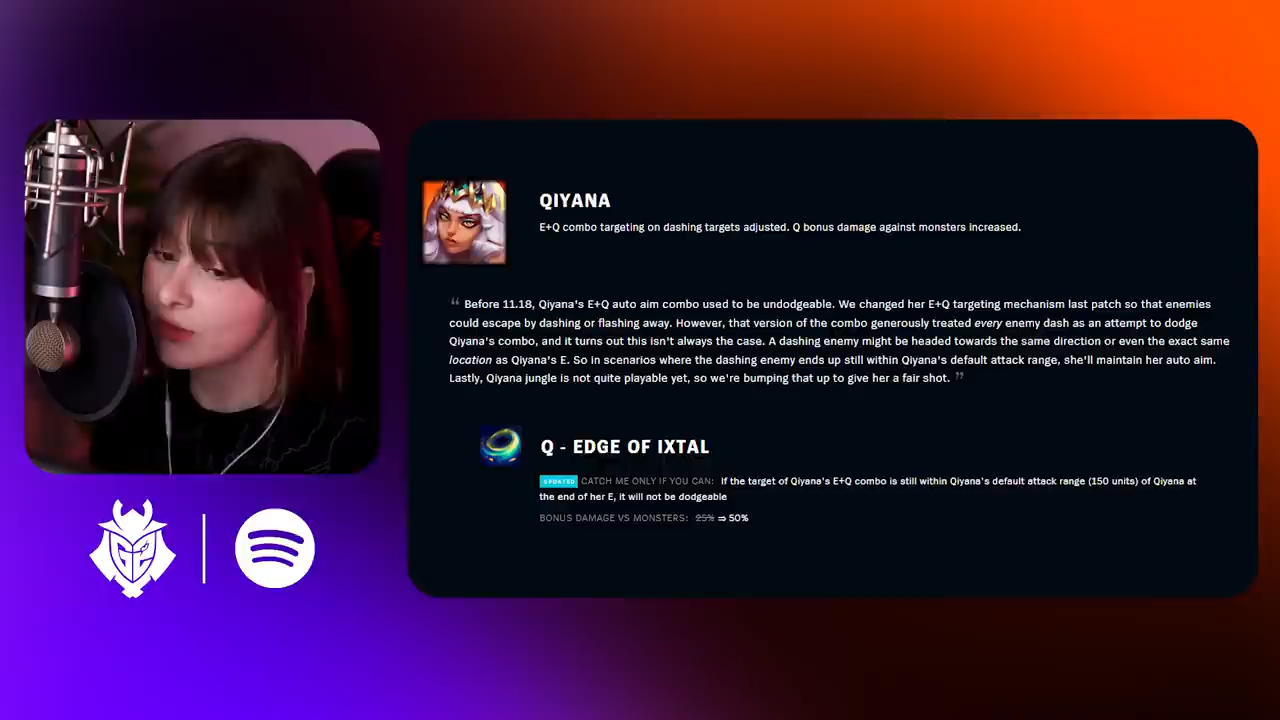 QIYANA
E+Q combo targeting on dashing targets adjusted. Q bonus damage against monsters increased.
“ Before 11.18, Qiyana's E+Q auto aim combo used to be undodgeable. We changed her E+Q targeting mechanism last patch so that enemies
could escape by dashing or flashing away. However, that version of the combo generously treated every enemy dash as an attempt to dodge
Qiyana's combo, and it turns out this isn't always the case. A dashing enemy might be headed towards the same direction or even the exact same
location as Qiyana's E. So in scenarios where the dashing enemy ends up still within Qiyana's default attack range, she'll maintain her auto aim.
Lastly, Qiyana jungle is not quite playable yet, so we're bumping that up to give her a fair shot. ”
Q - EDGE OF IXTAL
UPDATED CATCH ME ONLY IF YOU CAN: If the target of Qiyana's E+Q combo is still within Qiyana's default attack range (150 units) of Qiyana at
the end of her E, it will not be dodgeable
BONUS DAMAGE VS MONSTERS: 25% ⇒ 50%
G2